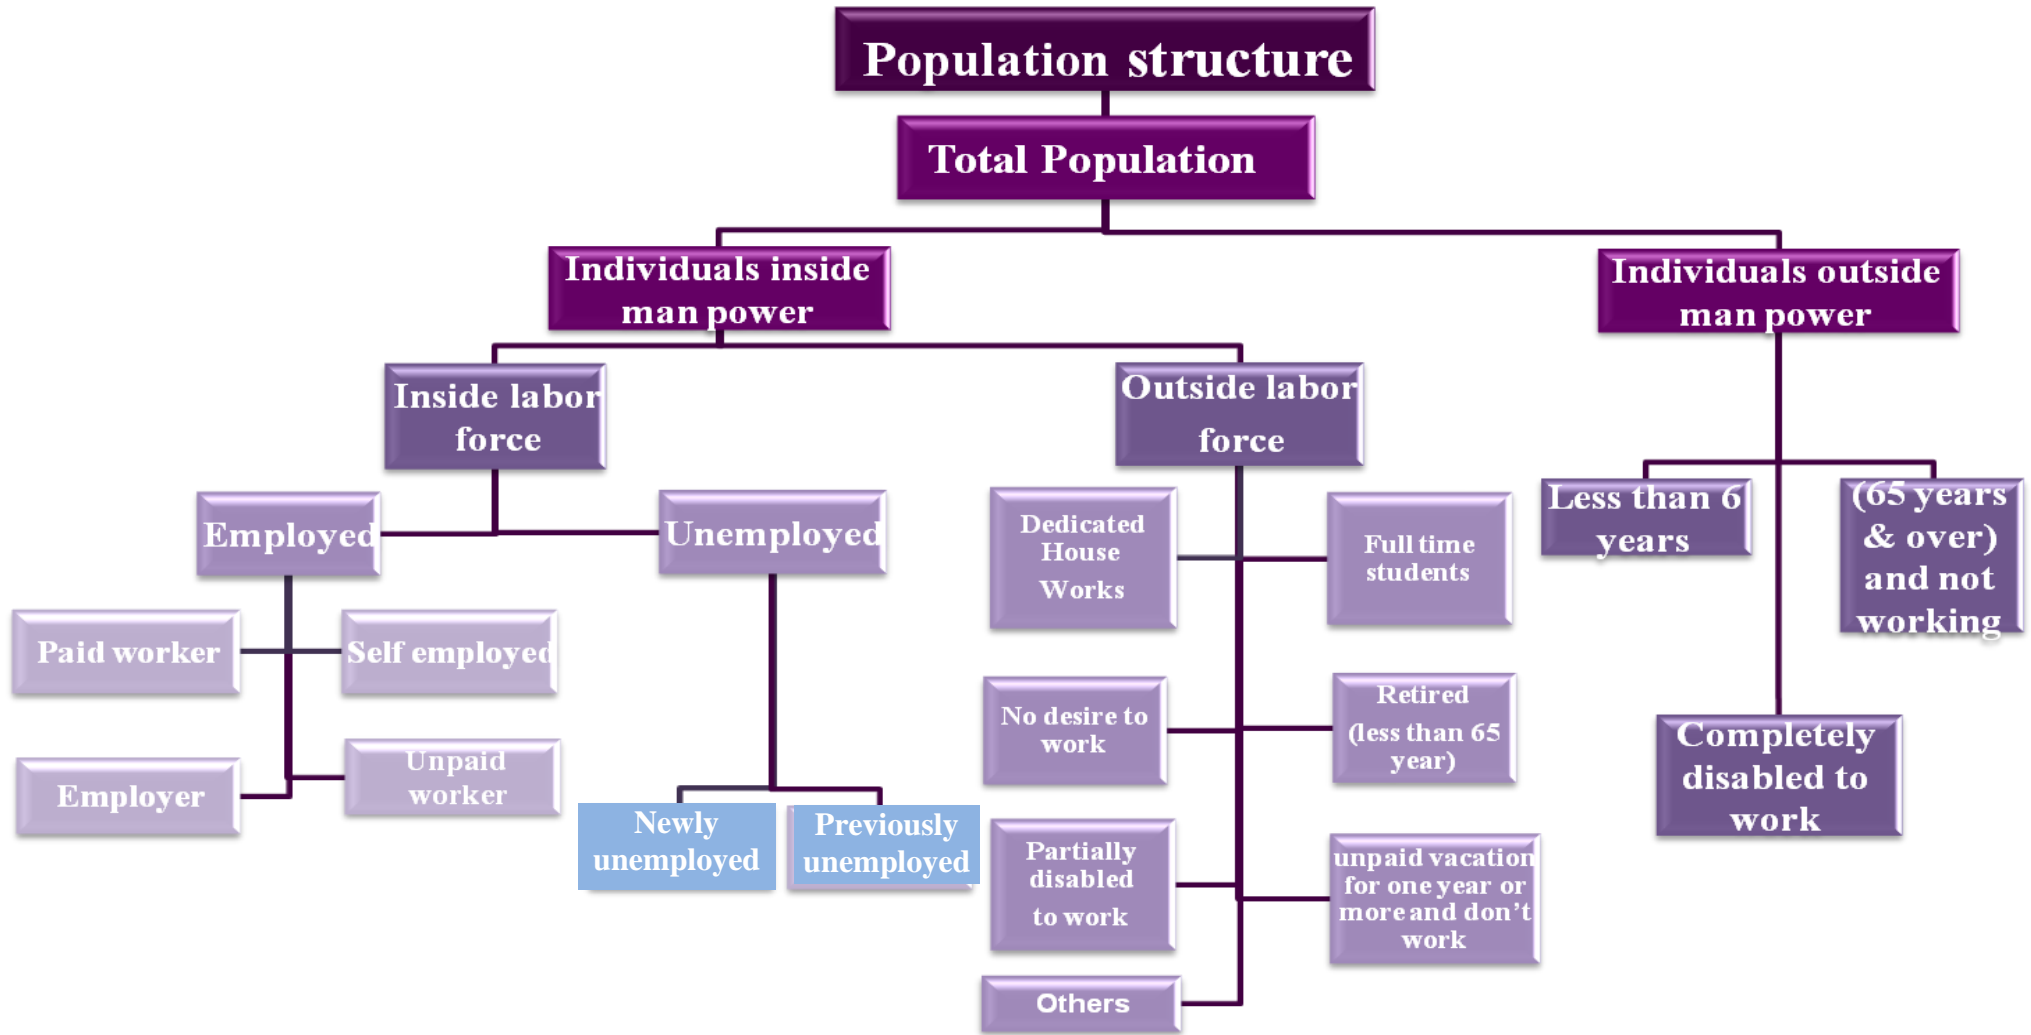 Population structure
Total Population
Individuals inside
man power
Individuals outside
man power
Inside labor
force
Outside labor
force
Employed
Unemployed
Dedicated
House
Works
Full time
students
Less than 6
years
(65 years
& over)
and not
working
Paid worker
Self employed
No desire to
work
Retired
(less than 65
year)
Completely
disabled to
work
Employer
Unpaid
worker
Newly
unemployed
Previously
unemployed
Partially
disabled
to work
unpaid vacation
for one year or
more and don’t
work
Others